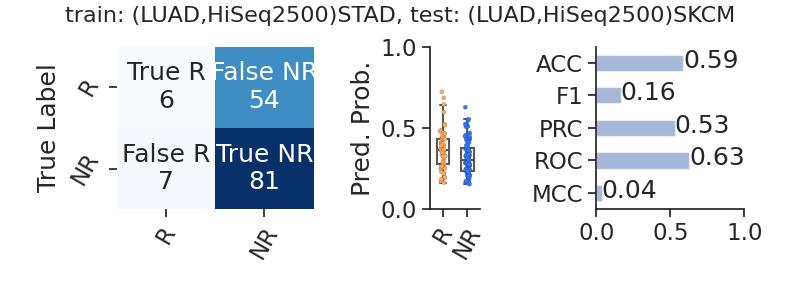 train: (LUAD,HiSeq2500)STAD, test: (LUAD,HiSeq2500)SKCM
True Label
R
NR
True R
6
False NR
54
False R
7
True NR
81
R
NR
Pred. Prob.
1.0
0.5
0.0
R
NR
ACC
F1
PRC
ROC
MCC
0.59
0.16
0.53
0.63
0.04
0.0
0.5
1.0